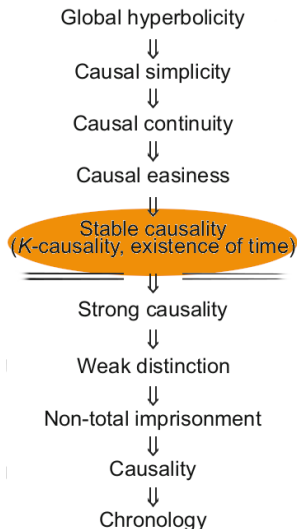 Global hyperbolicity
⇓
Causal simplicity
⇓
Causal continuity
⇓
Causal easiness
⇓
Stable causality
(K-causality, existence of time)
⇓
Strong causality
⇓
Weak distinction
⇓
Non-total imprisonment
⇓
Causality
⇓
Chronology